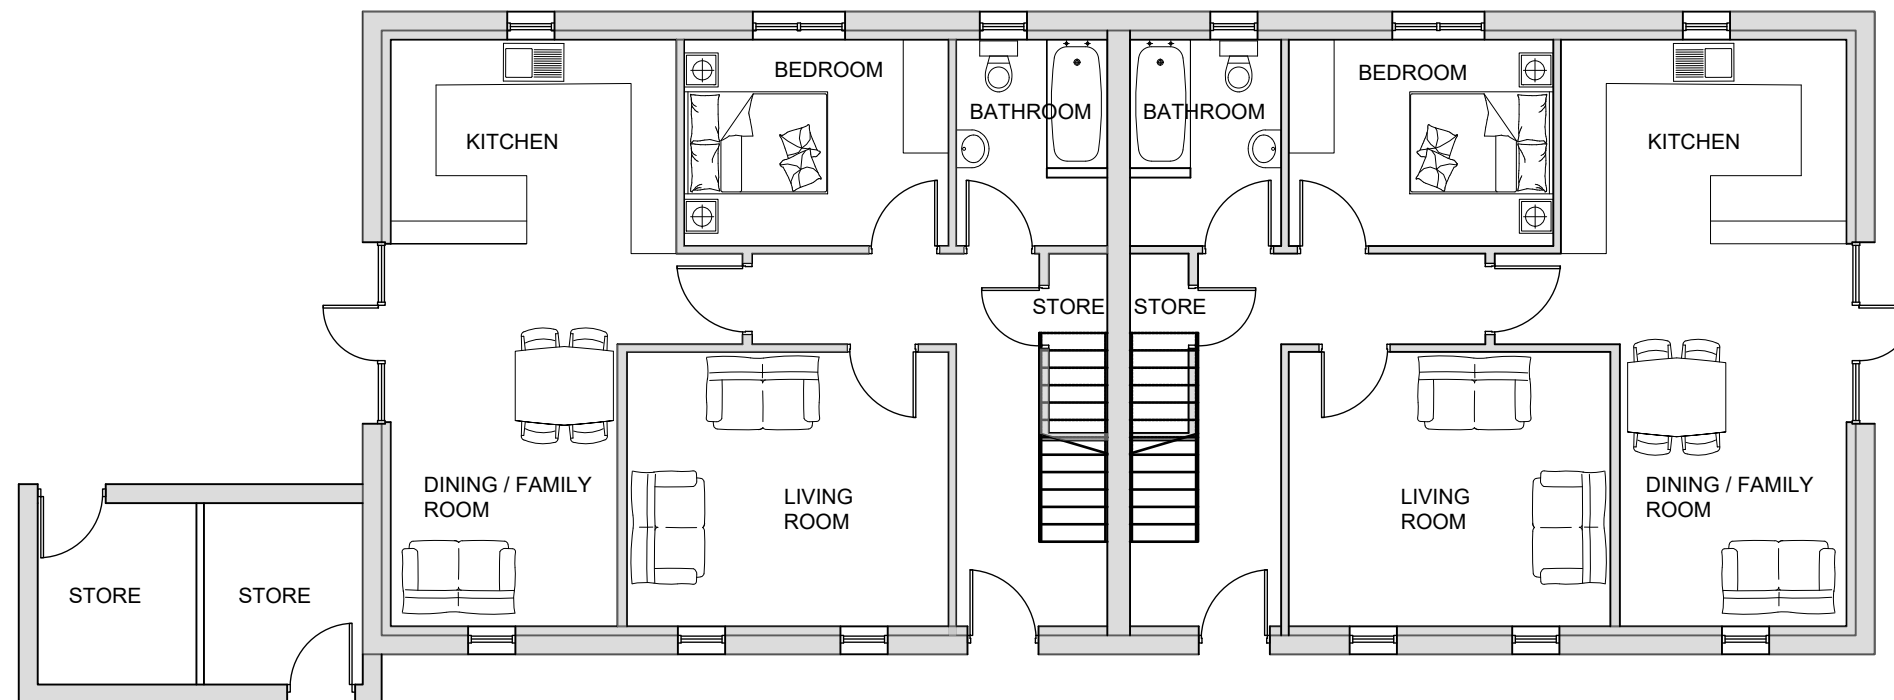 BEDROOM
BEDROOM
BATHROOM
BATHROOM
KITCHEN
KITCHEN
STORE
STORE
DINING / FAMILY
ROOM
LIVING
ROOM
LIVING
ROOM
DINING / FAMILY
ROOM
STORE
STORE